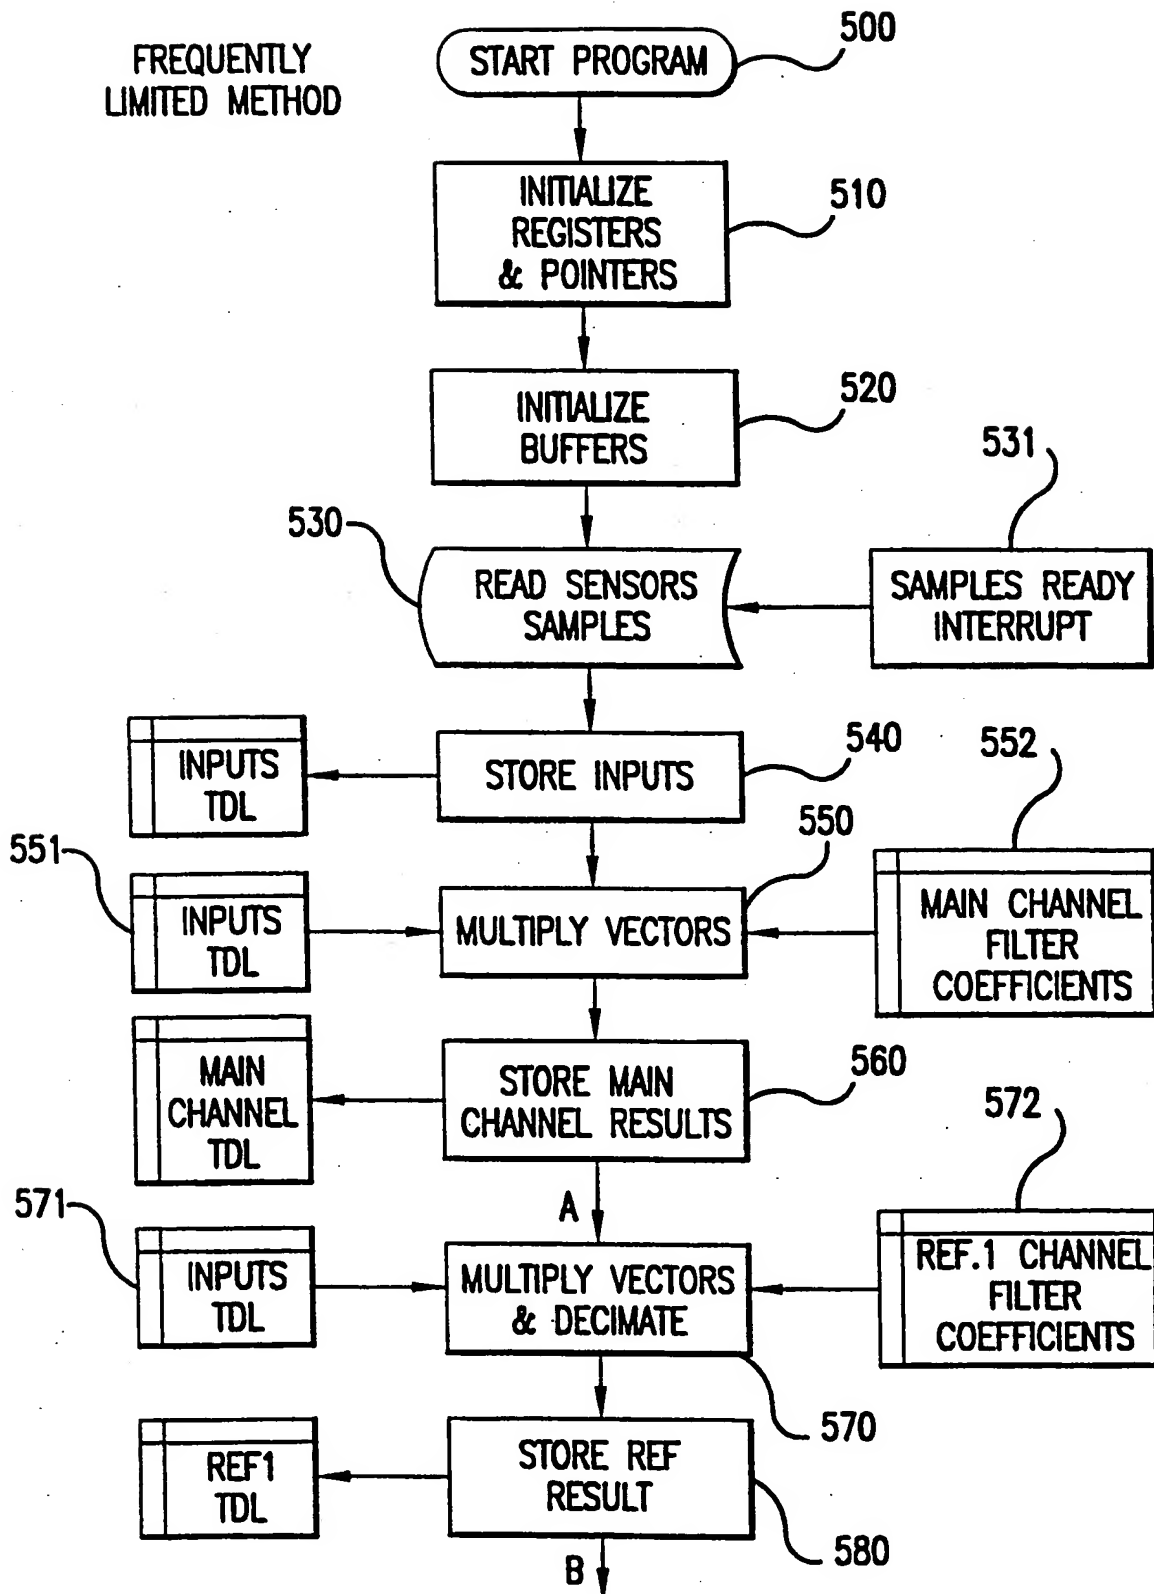 FREQUENTLY
LIMITED METHOD
START PROGRAM
500
INITIALIZE
REGISTERS
& POINTERS
510
INITIALIZE
BUFFERS
520
530
READ SENSORS
SAMPLES
531
SAMPLES READY
INTERRUPT
INPUTS
TDL
STORE INPUTS
540
551
INPUTS
TDL
MULTIPLY VECTORS
550
552
MAIN CHANNEL
FILTER
COEFFICIENTS
MAIN
CHANNEL
TDL
STORE MAIN
CHANNEL RESULTS
560
A
571
INPUTS
TDL
MULTIPLY VECTORS
& DECIMATE
570
572
REF.1 CHANNEL
FILTER
COEFFICIENTS
REF1
TDL
STORE REF
RESULT
580
B